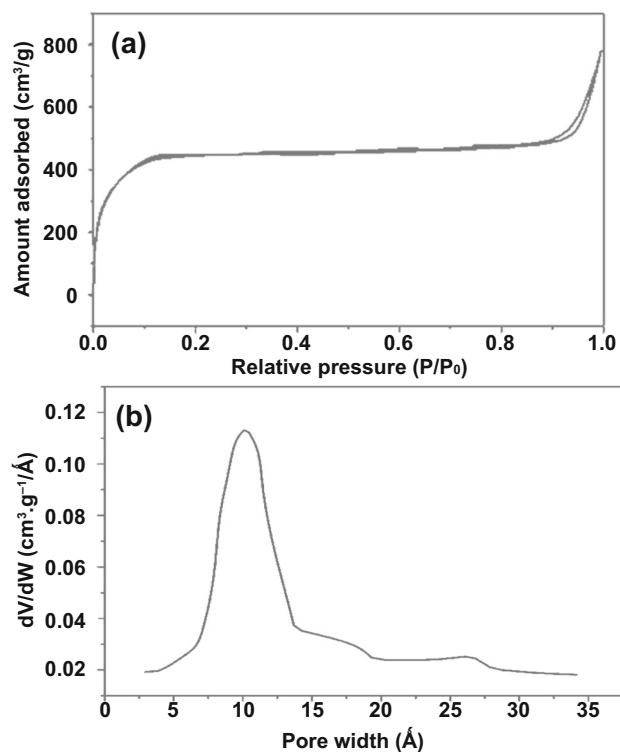 (a)
Amount adsorbed (cm³/g)
800
600
400
200
0
0.0 0.2 0.4 0.6 0.8 1.0
Relative pressure (P/P₀)
(b)
dV/dW (cm³.g⁻¹/Ǻ)
0.12
0.10
0.08
0.06
0.04
0.02
0 5 10 15 20 25 30 35
Pore width (Ǻ)